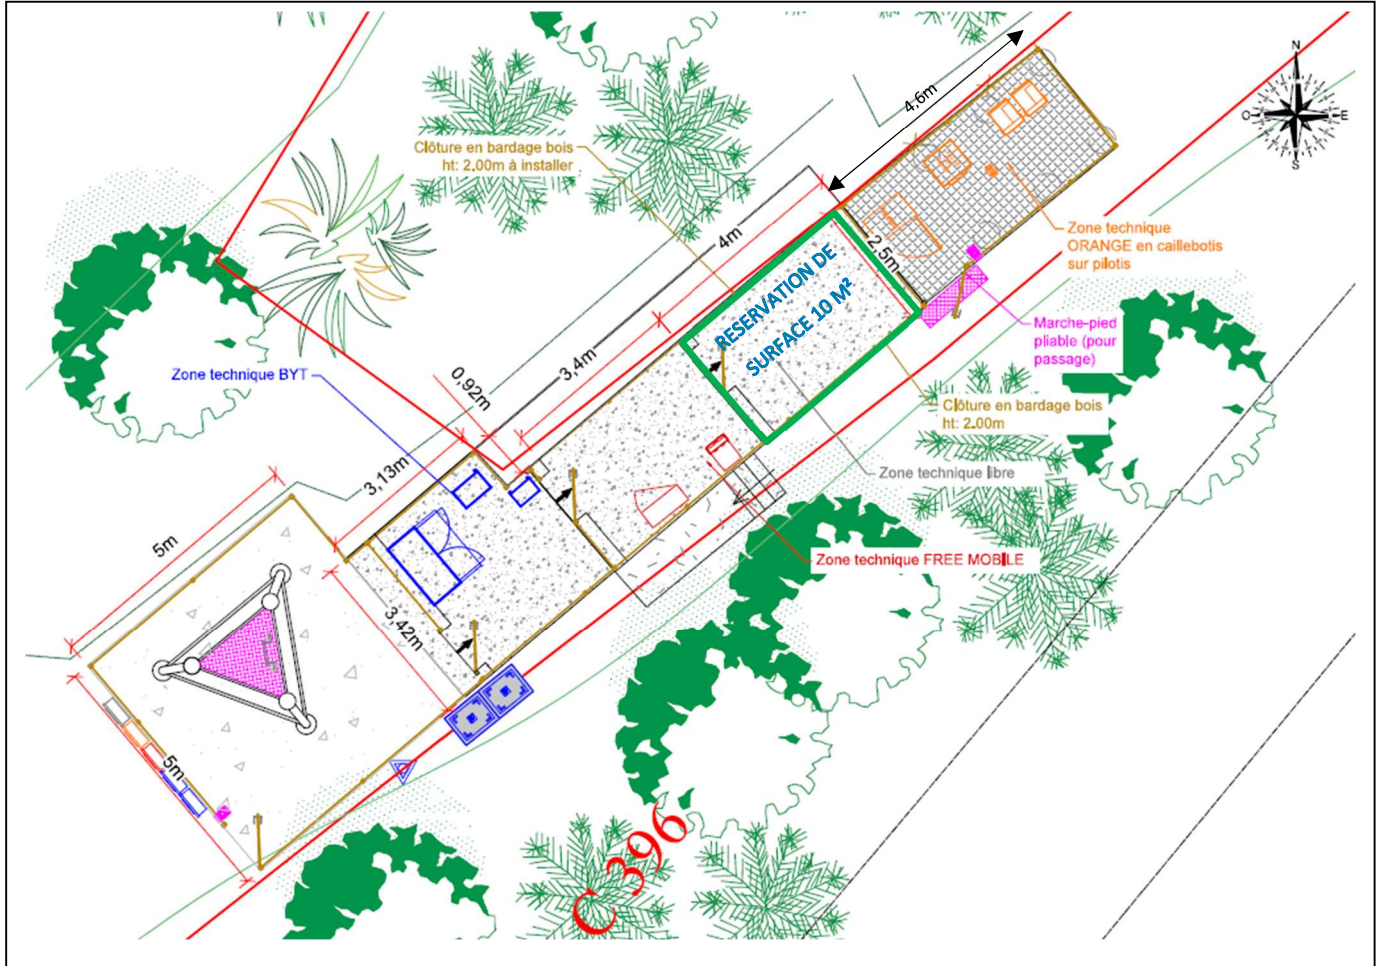 N
O
E
S
4,6m
Clôture en bardage bois
ht: 2.00m à installer
4m
2,5m
Zone technique
ORANGE en caillebotis
sur pilotis
RESERVATION DE
SURFACE 10 M²
Marche-pied
pliable (pour
passage)
Zone technique BYT
0,92m
3,4m
Clôture en bardage bois
ht: 2.00m
3,13m
Zone technique libre
5m
Zone technique FREE MOBILE
3,42m
5m
C 396